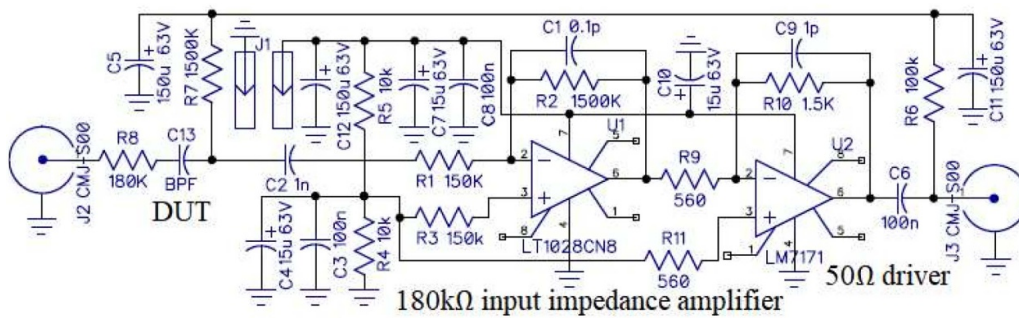 C5
150u 63V
R7 1500K
J1
C12 150u 63V
R5 10k
C7 15u 63V
C8 100n
C1 0.1p
R2 1500K
C10
15u 63V
C9 1p
R10 1.5K
R6 100k
C11 150u 63V
J2 CMJ-S00
R8
180K
C13
BPF
DUT
C2 1n
R1 150K
2
3
7
4
6
5
1
8
U1
LT1028CN8
R9
560
2
3
7
4
6
8
5
1
U2
LM7171
C6
100n
1
J3 CMJ-S00
C4 15u 63V
C3 100n
R4 10k
R3 150k
R11
560
50Ω driver
180kΩ input impedance amplifier